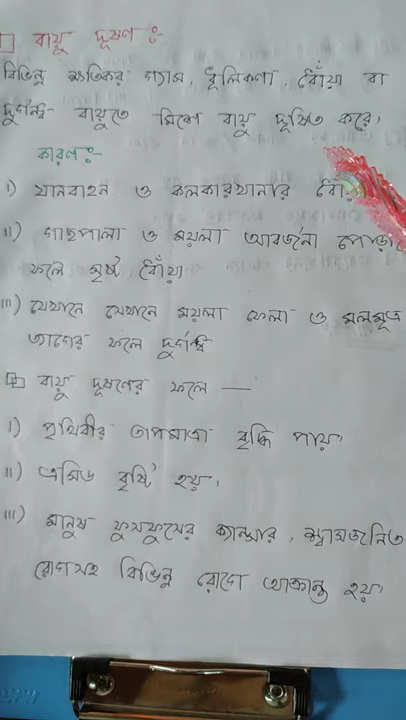 বায়ু দূষণ :-
বিভিন্ন ক্ষতিকর গ্যাস, ধূলিকণা, ধোঁয়া বা
দুর্গন্ধ বায়ুতে মিশে বায়ু দূষিত করে।
কারণ :-
i) যানবাহন ও কলকারখানার
ii) গাছপালা ও ময়লা আবর্জনা
ফলে সৃষ্ট ধোঁয়া
iii) যেখানে সেখানে ময়লা ফেলা ও মলমূত্র
ত্যাগের ফলে দুর্গন্ধ
বায়ু দূষণের ফলে —
i) পৃথিবীর তাপমাত্রা বৃদ্ধি পায়।
ii) এসিড বৃষ্টি হয়।
iii) মানুষ ফুসফুসের ক্যান্সার, শ্বাসজনিত
রোগসহ বিভিন্ন রোগে আক্রান্ত হয়।